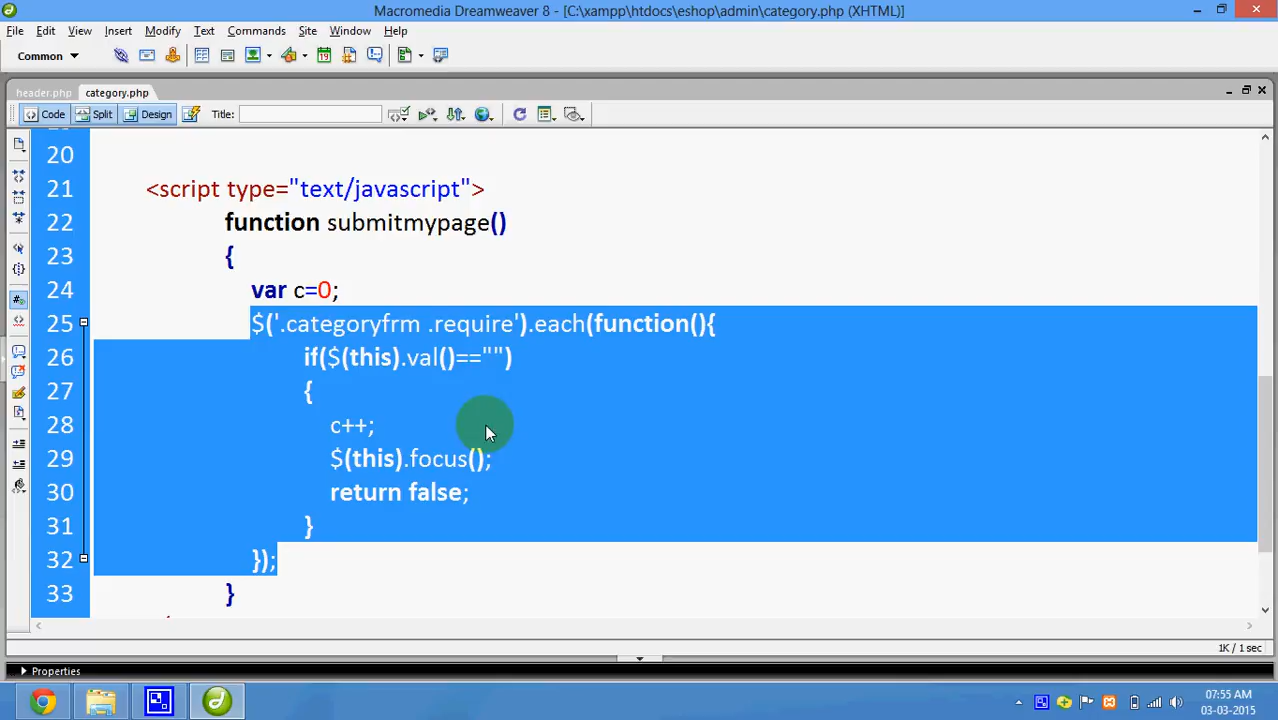 Macromedia Dreamweaver 8 - [C:\xampp\htdocs\eshop\admin\category.php (XHTML)]
File Edit View Insert Modify Text Commands Site Window Help
Common
header.php category.php
Code Split Design Title:
20
21 <script type="text/javascript">
22 function submitmypage()
23 {
24 var c=0;
25 $('.categoryfrm .require').each(function(){
26 if($(this).val()=="")
27 {
28 c++;
29 $(this).focus();
30 return false;
31 }
32 });
33 }
1K / 1 sec
Properties
07:55 AM
03-03-2015